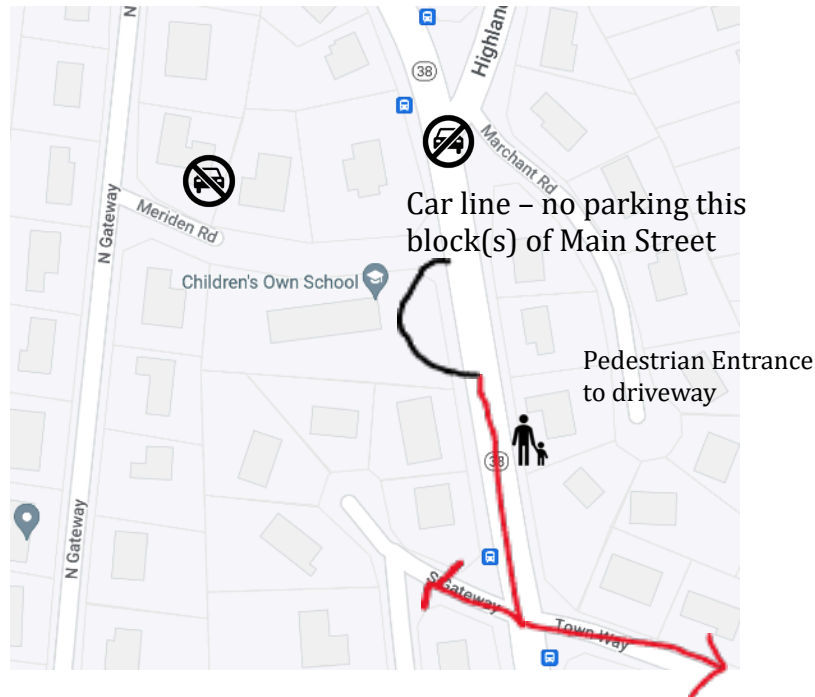 N
Highlan
38
Marchant Rd
Car line – no parking this
block(s) of Main Street
N Gateway
Meriden Rd
Children's Own School
Pedestrian Entrance
to driveway
38
N Gateway
S Gateway
Town Way